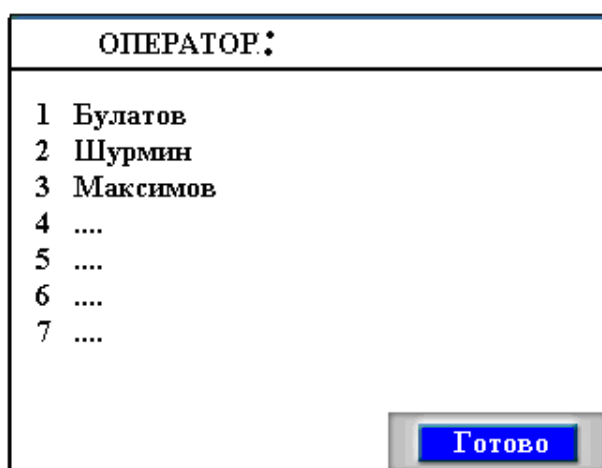 ОПЕРАТОР:
1 Булатов
2 Шурмин
3 Максимов
4 ....
5 ....
6 ....
7 ....
Готово